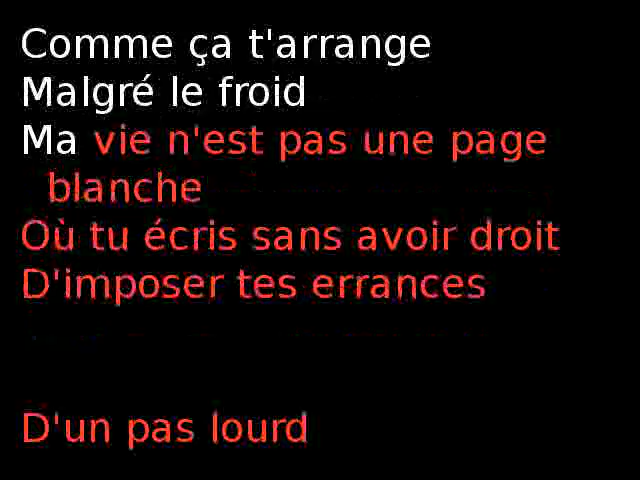 Comme ça t'arrange
Malgré le froid
Ma vie n'est pas une page
blanche
Où tu écris sans avoir droit
D'imposer tes errances
D'un pas lourd